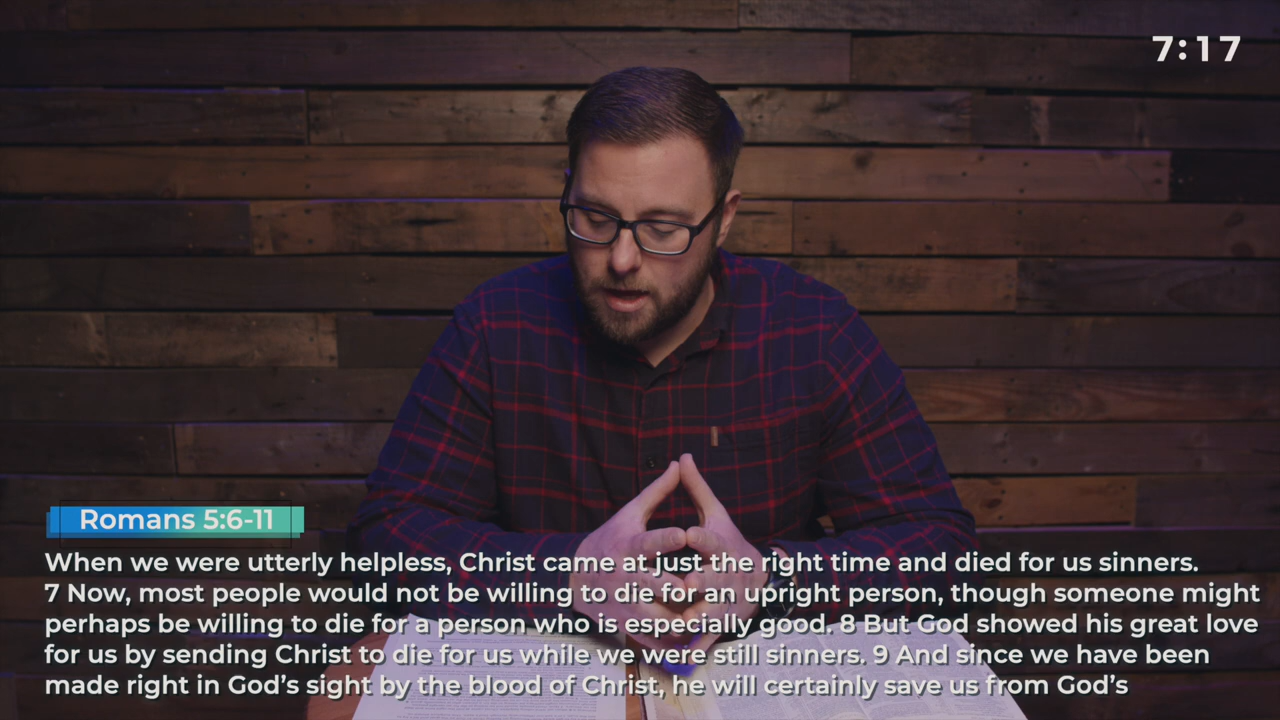 7:17
Romans 5:6-11
When we were utterly helpless, Christ came at just the right time and died for us sinners.
7 Now, most people would not be willing to die for an upright person, though someone might
perhaps be willing to die for a person who is especially good. 8 But God showed his great love
for us by sending Christ to die for us while we were still sinners. 9 And since we have been
made right in God’s sight by the blood of Christ, he will certainly save us from God’s